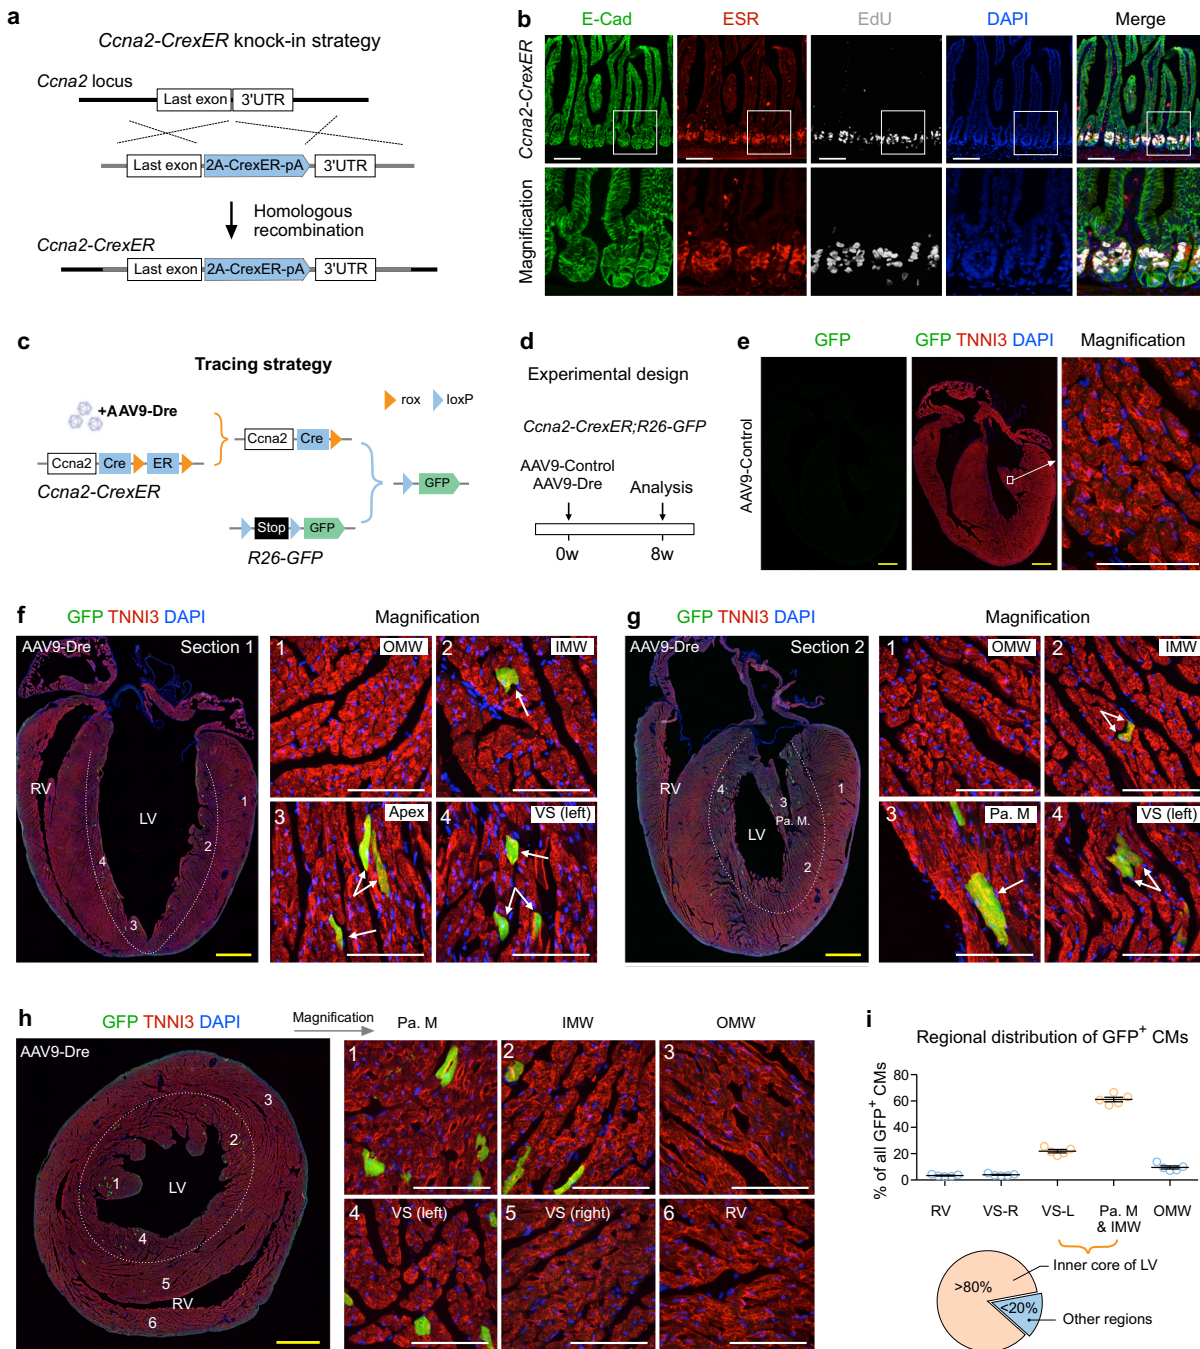 a
Ccna2-CrexER knock-in strategy
Ccna2 locus
Last exon
3'UTR
Last exon
2A-CrexER-pA
3'UTR
Homologous
recombination
Ccna2-CrexER
Last exon
2A-CrexER-pA
3'UTR
b
E-Cad
ESR
EdU
DAPI
Merge
Ccna2-CrexER
Magnification
c
Tracing strategy
+AAV9-Dre
rox
loxP
Ccna2
Cre
ER
Ccna2-CrexER
Ccna2
Cre
GFP
Stop
GFP
R26-GFP
d
Experimental design
Ccna2-CrexER;R26-GFP
AAV9-Control
AAV9-Dre
Analysis
0w
8w
e
GFP
GFP TNNI3 DAPI
Magnification
AAV9-Control
f
GFP TNNI3 DAPI
Magnification
AAV9-Dre
Section 1
RV
LV
1
2
3
4
1
OMW
2
IMW
3
Apex
4
VS (left)
g
GFP TNNI3 DAPI
Magnification
AAV9-Dre
Section 2
RV
4
3
Pa. M.
1
LV
2
1
OMW
2
IMW
3
Pa. M
4
VS (left)
h
GFP TNNI3 DAPI
Magnification
Pa. M
IMW
OMW
AAV9-Dre
3
2
1
LV
4
5
RV
6
1
2
3
4
VS (left)
5
VS (right)
6
RV
i
Regional distribution of GFP+ CMs
% of all GFP+ CMs
80
60
40
20
0
RV
VS-R
VS-L
Pa. M
& IMW
OMW
>80%
Inner core of LV
<20%
Other regions